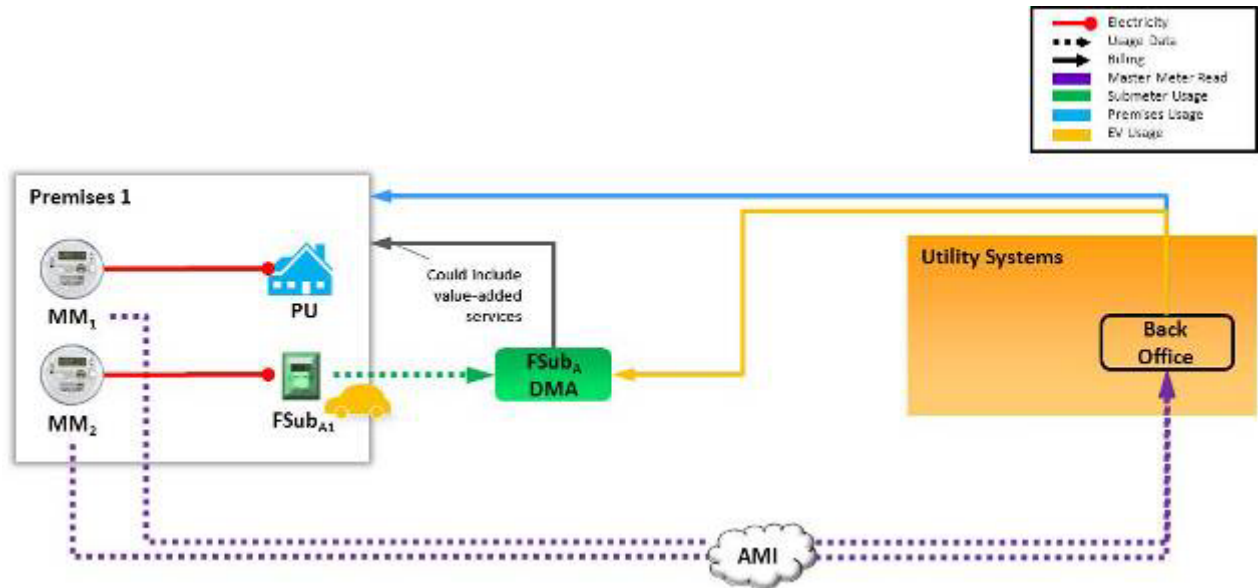 Electricity
Usage Data
Billing
Master Meter Read
Submeter Usage
Premises Usage
EV Usage
Premises 1
MM1
PU
MM2
FSubA1
Could include
value-added
services
FSubA
DMA
Utility Systems
Back
Office
AMI